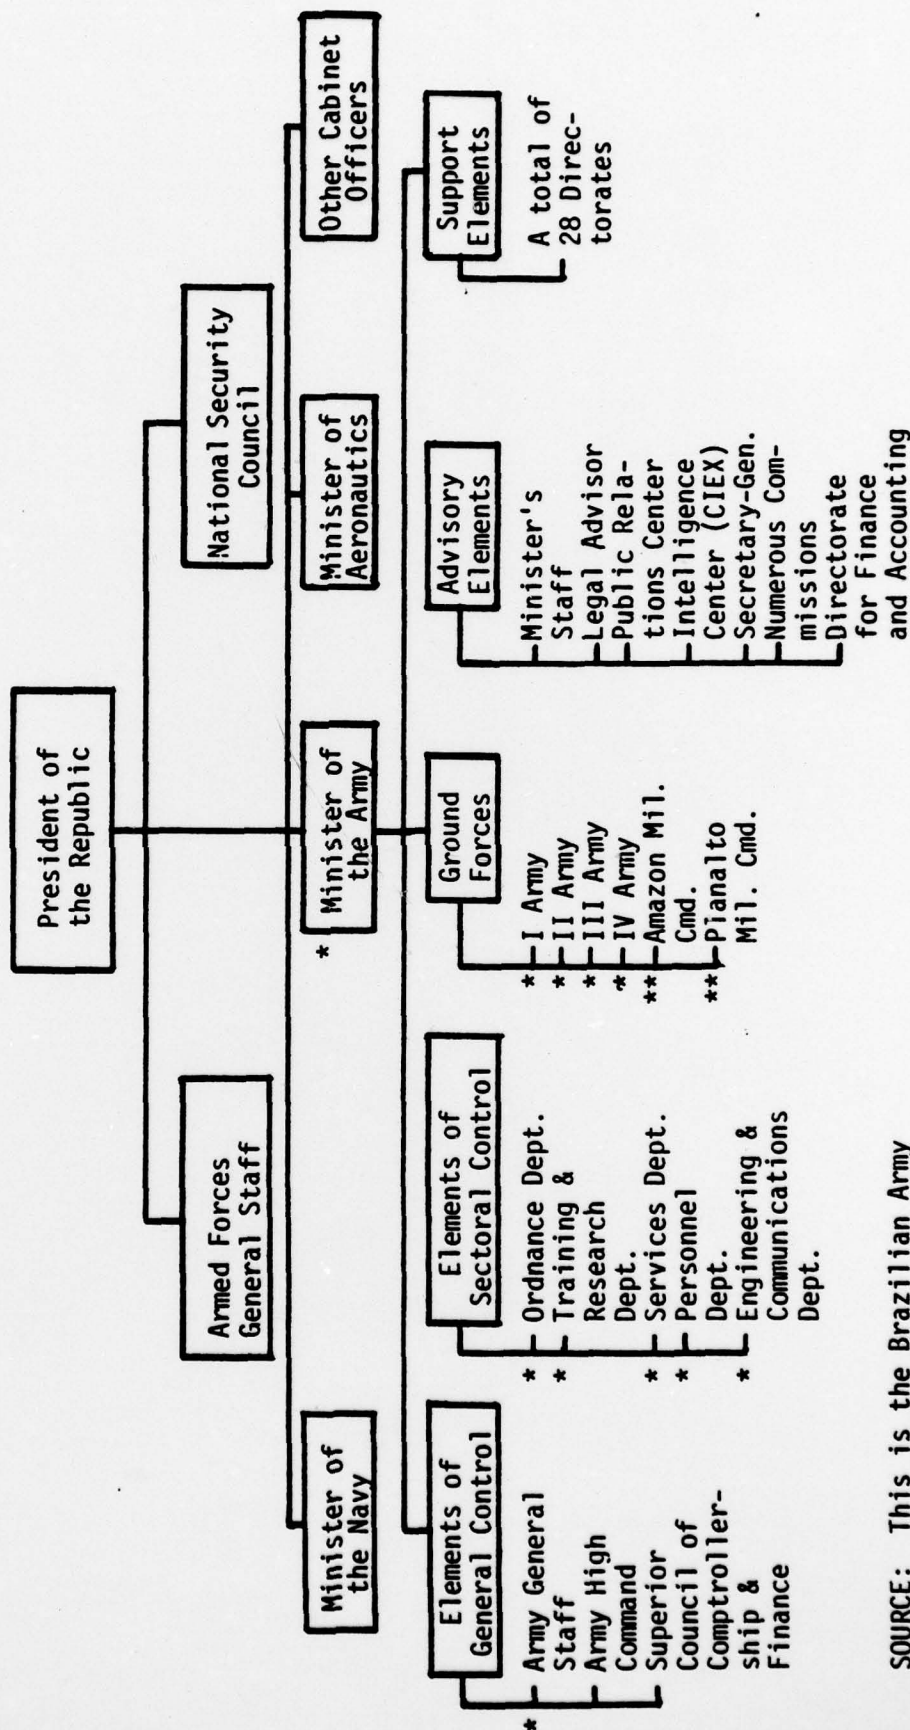 President of
the Republic
Armed Forces
General Staff
National Security
Council
Minister of
the Navy
* Minister of
the Army
Minister of
Aeronautics
Other Cabinet
Officers
Elements of
General Control
* Army General
Staff
Army High
Command
Superior
Council of
Comptroller-
ship &
Finance
Elements of
Sectoral Control
* Ordnance Dept.
* Training &
Research
Dept.
* Services Dept.
* Personnel
Dept.
* Engineering &
Communications
Dept.
Ground
Forces
* I Army
* II Army
* III Army
* IV Army
** Amazon Mil.
Cmd.
** Planalto
Mil. Cmd.
Advisory
Elements
Minister's
Staff
Legal Advisor
Public Rela-
tions Center
Intelligence
Center (CIEX)
Secretary-Gen.
Numerous Com-
missions
Directorate
for Finance
and Accounting
Support
Elements
A total of
28 Direc-
torates
SOURCE: This is the Brazilian Army